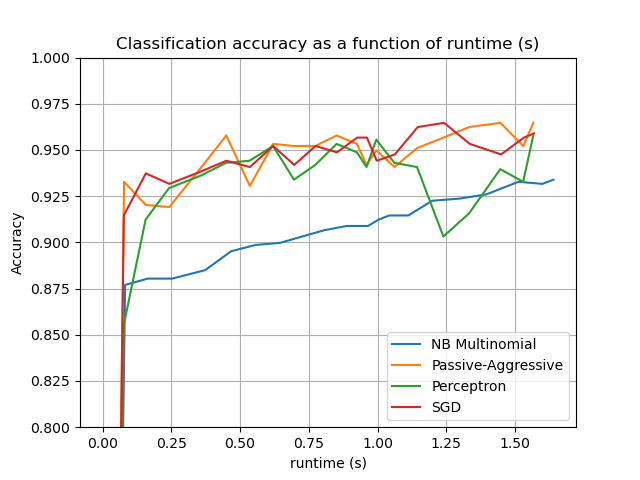 Classification accuracy as a function of runtime (s)
1.000
0.975
0.950
0.925
0.900
0.875
0.850
0.825
0.800
Accuracy
NB Multinomial
Passive-Aggressive
Perceptron
SGD
0.00 0.25 0.50 0.75 1.00 1.25 1.50
runtime (s)